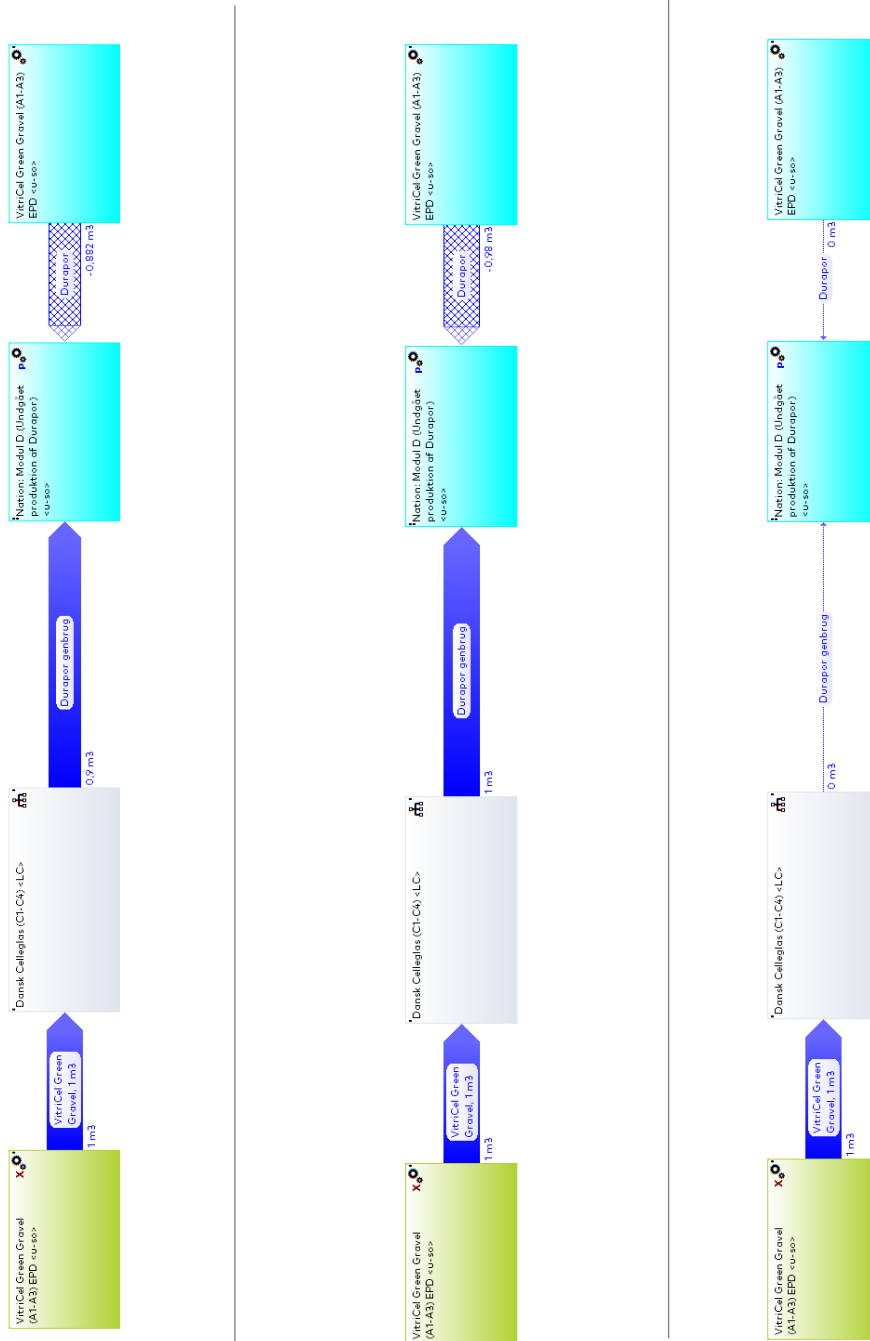 VitriCel Green Gravel (A1-A3)
EPD <u-so>
Durapor
-0,882 m3
Nation: Modul D (Undgået P
produktion af Durapor)
<u-so>
Durapor genbrug
0,9 m3
Dansk Celleglas (C1-C4) <LC>
VitriCel Green
Gravel, 1 m3
1 m3
VitriCel Green Gravel X
(A1-A3) EPD <u-so>
VitriCel Green Gravel (A1-A3)
EPD <u-so>
Durapor
-0,98 m3
Nation: Modul D (Undgået P
produktion af Durapor)
<u-so>
Durapor genbrug
1 m3
Dansk Celleglas (C1-C4) <LC>
VitriCel Green
Gravel, 1 m3
1 m3
VitriCel Green Gravel X
(A1-A3) EPD <u-so>
VitriCel Green Gravel (A1-A3)
EPD <u-so>
0 m3
Durapor
Nation: Modul D (Undgået P
produktion af Durapor)
<u-so>
Durapor genbrug
0 m3
Dansk Celleglas (C1-C4) <LC>
VitriCel Green
Gravel, 1 m3
1 m3
VitriCel Green Gravel X
(A1-A3) EPD <u-so>